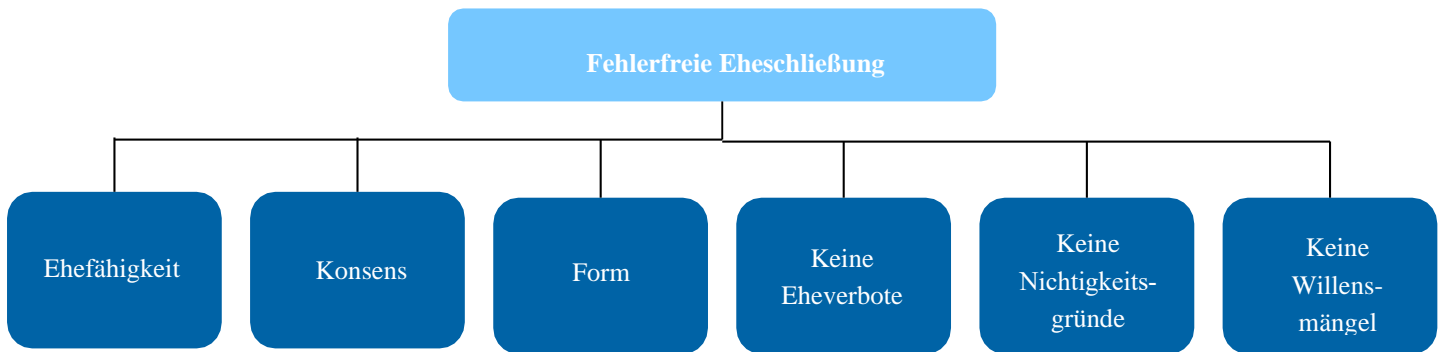 Fehlerfreie Eheschließung
Ehefähigkeit
Konsens
Form
Keine
Eheverbote
Keine
Nichtigkeits-
gründe
Keine
Willens-
mängel